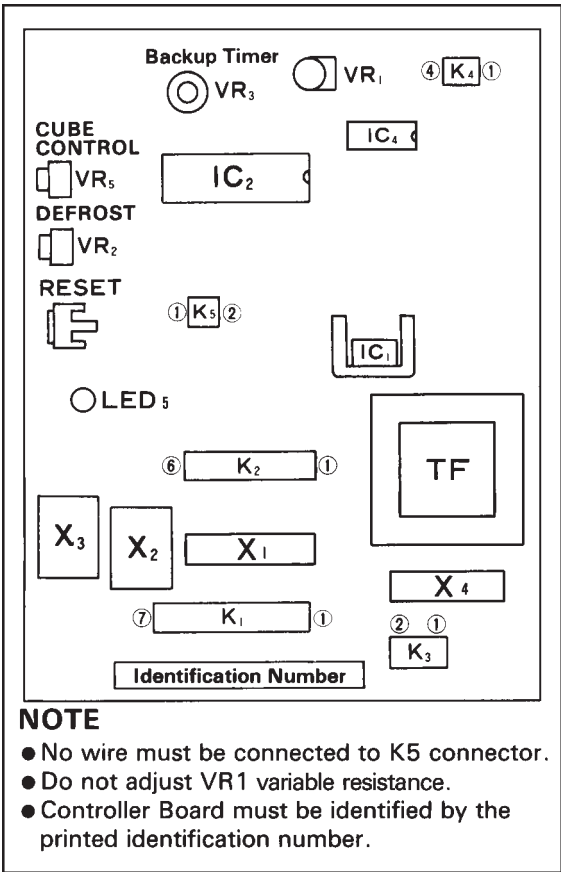 Backup Timer
VR3
VR1
④ K4 ①
IC4
CUBE
CONTROL
VR5
IC2
DEFROST
VR2
RESET
① K5 ②
IC1
LED 5
⑥ K2 ①
TF
X3
X2
X1
X4
⑦ K1 ①
② ①
K3
Identification Number
NOTE
● No wire must be connected to K5 connector.
● Do not adjust VR1 variable resistance.
● Controller Board must be identified by the
printed identification number.